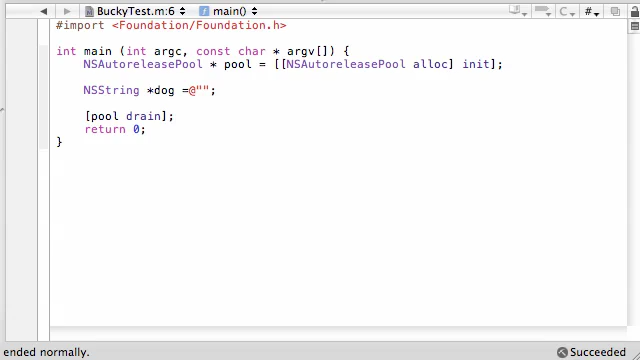 BuckyTest.m:6 main() C #
#import <Foundation/Foundation.h>
int main (int argc, const char * argv[]) {
NSAutoreleasePool * pool = [[NSAutoreleasePool alloc] init];
NSString *dog =@"";
[pool drain];
return 0;
}
ended normally. Succeeded